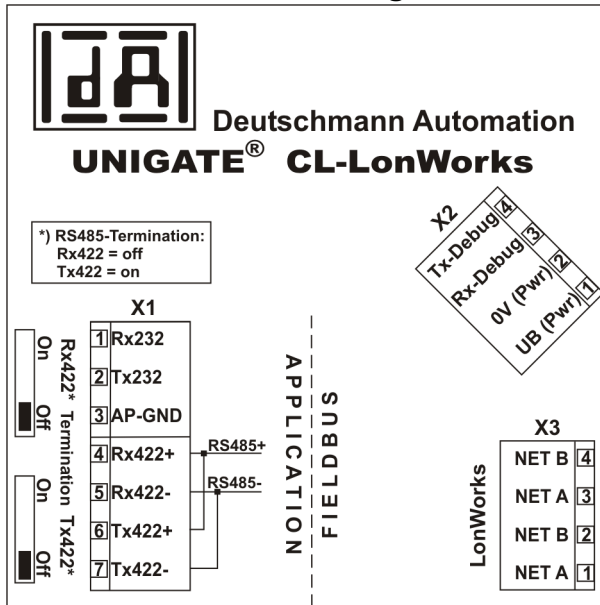 dA
Deutschmann Automation
UNIGATE® CL-LonWorks
*) RS485-Termination:
Rx422 = off
Tx422 = on
X2
4 Tx-Debug
3 Rx-Debug
2 0V (Pwr)
1 UB (Pwr)
X1
1 Rx232
2 Tx232
3 AP-GND
4 Rx422+
5 Rx422-
6 Tx422+
7 Tx422-
RS485+
RS485-
Rx422* Termination Tx422*
On
Off
On
Off
APPLICATION
FIELDBUS
X3
LonWorks
NET B 4
NET A 3
NET B 2
NET A 1